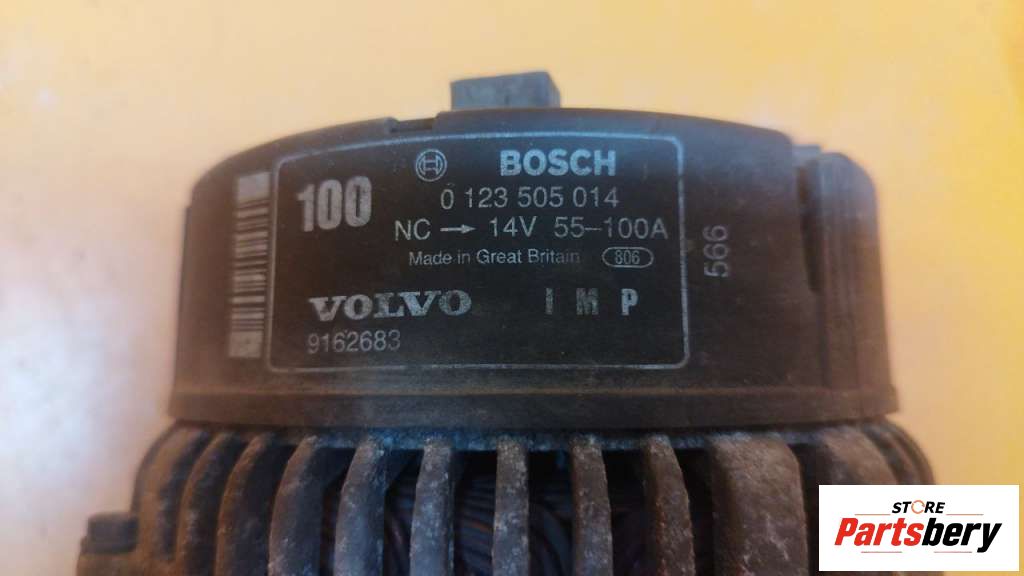 100
BOSCH
0 123 505 014
NC → 14V 55-100A
Made in Great Britain 806
VOLVO I M P
9162683
566
STORE
Partsbery